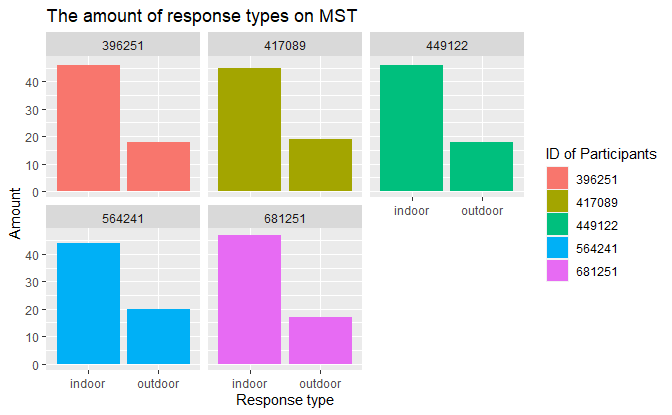 The amount of response types on MST
396251
417089
449122
40
30
20
10
0
indoor
outdoor
Amount
564241
681251
40
30
20
10
0
indoor
outdoor
indoor
outdoor
Response type
ID of Participants
396251
417089
449122
564241
681251